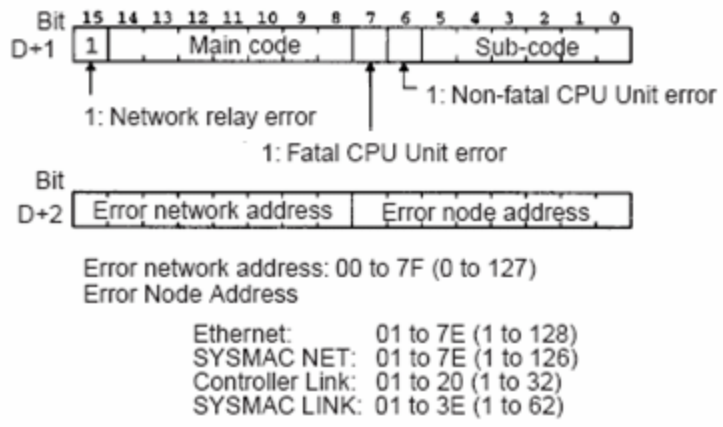 Bit 15 14 13 12 11 10 9 8 7 6 5 4 3 2 1 0
D+1 1 Main code Sub-code
1: Non-fatal CPU Unit error
1: Network relay error
1: Fatal CPU Unit error
Bit
D+2 Error network address Error node address
Error network address: 00 to 7F (0 to 127)
Error Node Address
Ethernet: 01 to 7E (1 to 128)
SYSMAC NET: 01 to 7E (1 to 126)
Controller Link: 01 to 20 (1 to 32)
SYSMAC LINK: 01 to 3E (1 to 62)